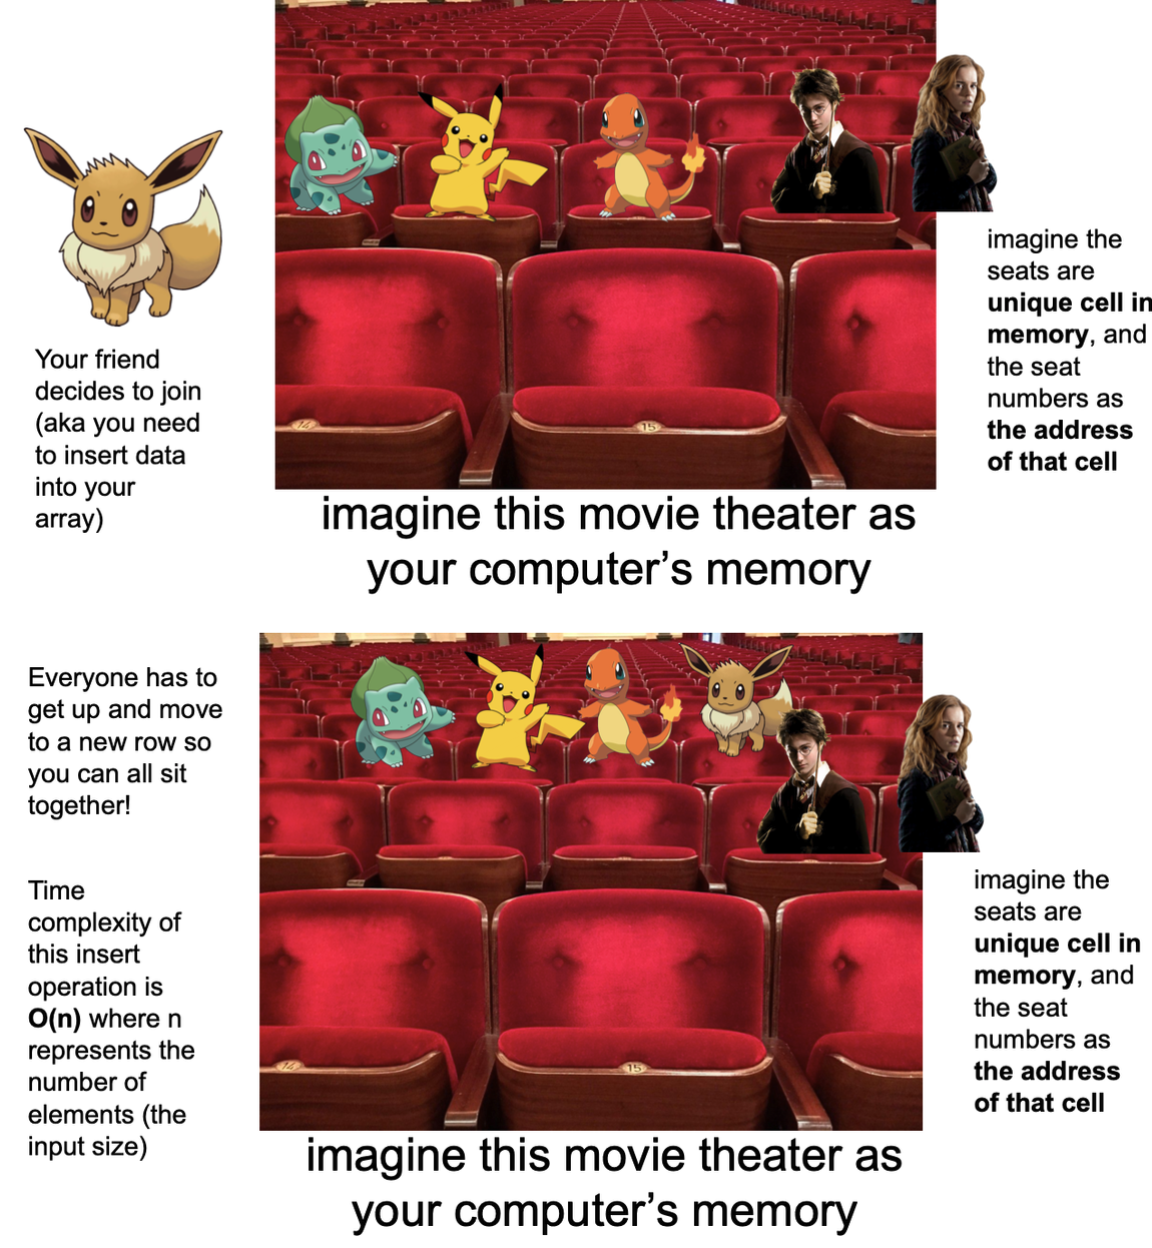 Your friend
decides to join
(aka you need
to insert data
into your
array)
imagine the
seats are
unique cell in
memory, and
the seat
numbers as
the address
of that cell
14
15
imagine this movie theater as
your computer's memory
Everyone has to
get up and move
to a new row so
you can all sit
together!
Time
complexity of
this insert
operation is
O(n) where n
represents the
number of
elements (the
input size)
imagine the
seats are
unique cell in
memory, and
the seat
numbers as
the address
of that cell
14
15
imagine this movie theater as
your computer's memory